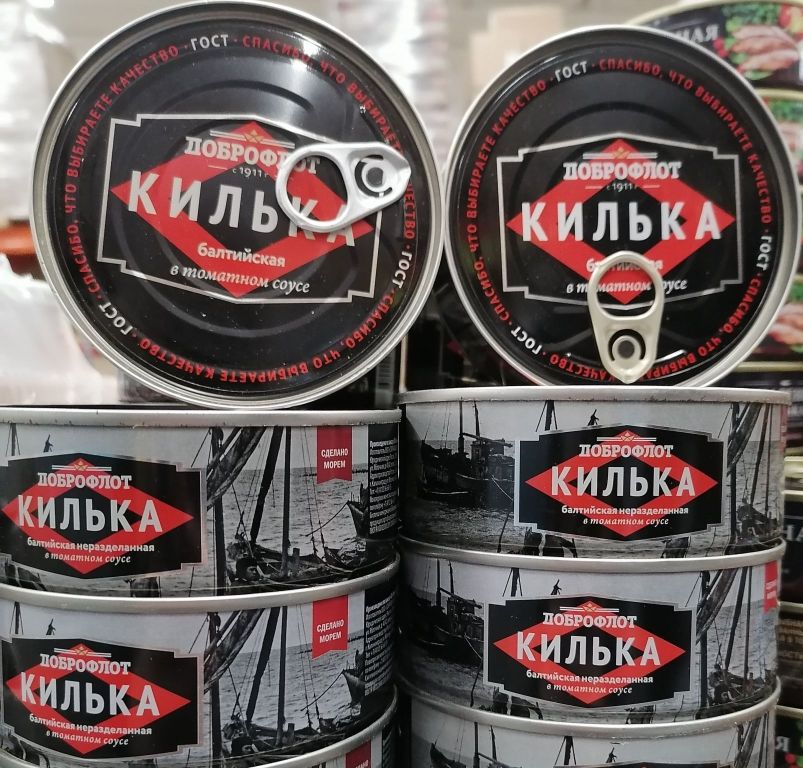 СПАСИБО, ЧТО ВЫБИРАЕТЕ КАЧЕСТВО · ГОСТ · СПАСИБО, ЧТО ВЫБИРАЕТЕ КАЧЕСТВО · ГОСТ ·
ДОБРОФЛОТ
с 1911 г
КИЛЬКА
балтийская
в томатном соусе
СПАСИБО, ЧТО ВЫБИРАЕТЕ КАЧЕСТВО · ГОСТ · СПАСИБО, ЧТО ВЫБИРАЕТЕ КАЧЕСТВО · ГОСТ ·
ДОБРОФЛОТ
с 1911 г
КИЛЬКА
балтийская
в томатном соусе
НАЯ
ДОБРОФЛОТ
КИЛЬКА
балтийская неразделанная
в томатном соусе
СДЕЛАНО
МОРЕМ
ДОБРОФЛОТ
КИЛЬКА
балтийская неразделанная
в томатном соусе
ДОБРОФЛОТ
КИЛЬКА
балтийская неразделанная
в томатном соусе
СДЕЛАНО
МОРЕМ
ДОБРОФЛОТ
КИЛЬКА
балтийская неразделанная
в томатном соусе
ДОБРОФЛОТ
ДОБРОФЛОТ